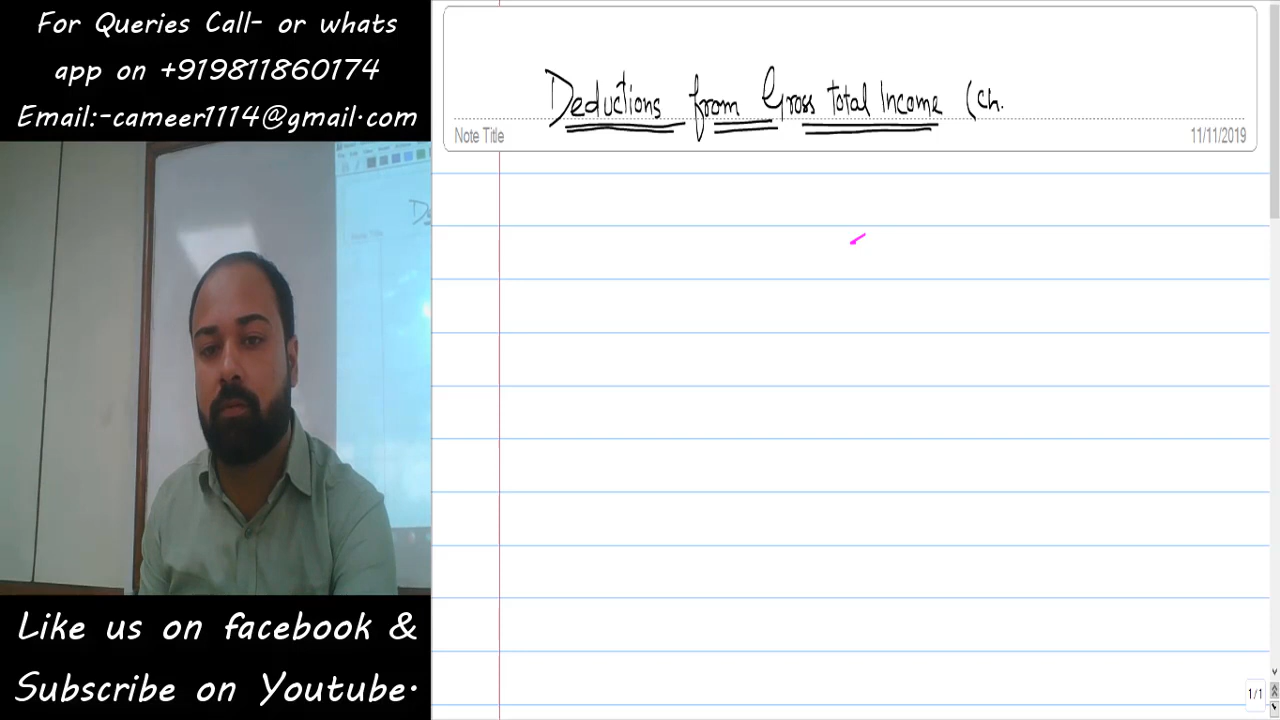 For Queries Call- or whats
app on +919811860174
Email:-cameer1114@gmail.com
Deductions from Gross total Income (Ch.
Note Title
11/11/2019
Like us on facebook &
Subscribe on Youtube.
1/1